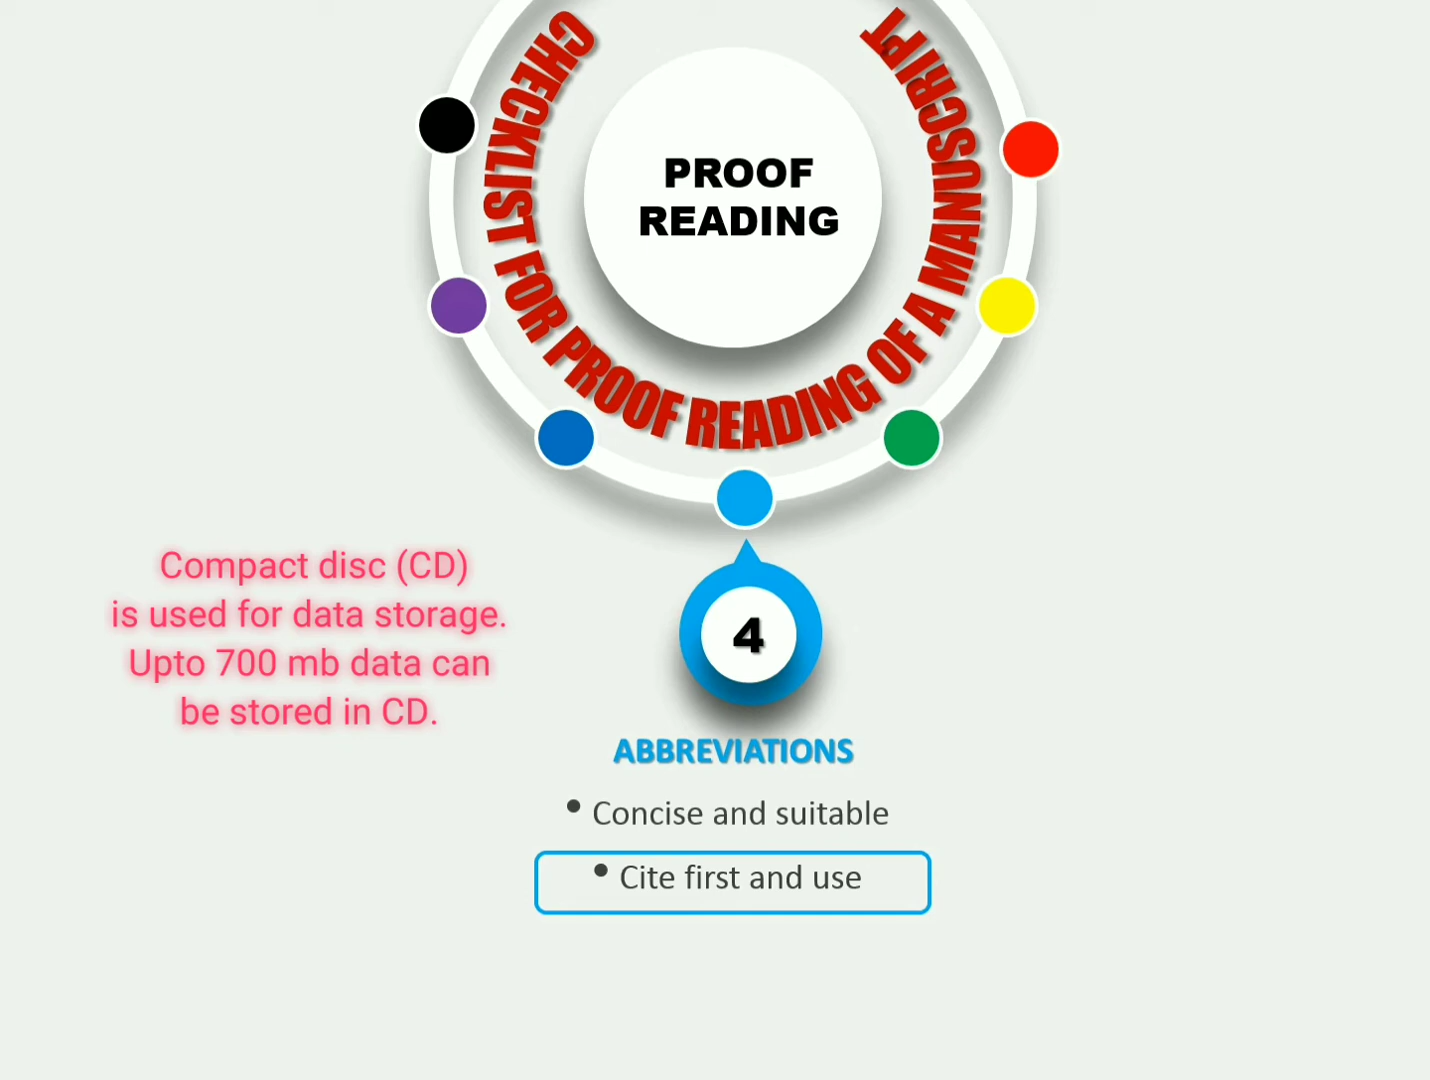 PROOF
READING
CHECKLIST FOR PROOF READING OF A MANUSCRIPT
Compact disc (CD)
is used for data storage.
Upto 700 mb data can
be stored in CD.
4
ABBREVIATIONS
• Concise and suitable
• Cite first and use